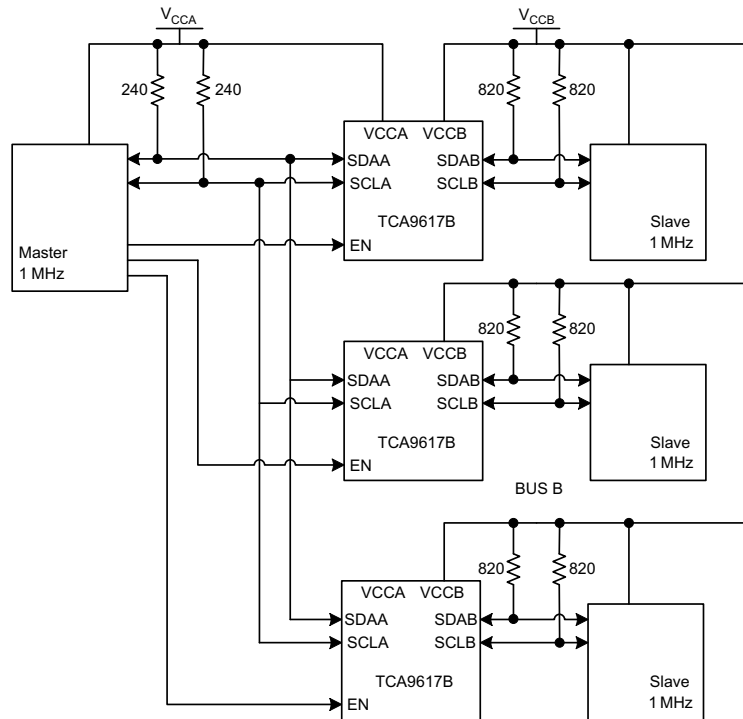 V_CCA
V_CCB
240
240
820
820
VCCA VCCB
SDAA SDAB
SCLA SCLB
TCA9617B
EN
Master
1 MHz
Slave
1 MHz
820
820
VCCA VCCB
SDAA SDAB
SCLA SCLB
TCA9617B
EN
Slave
1 MHz
BUS B
820
820
VCCA VCCB
SDAA SDAB
SCLA SCLB
TCA9617B
EN
Slave
1 MHz